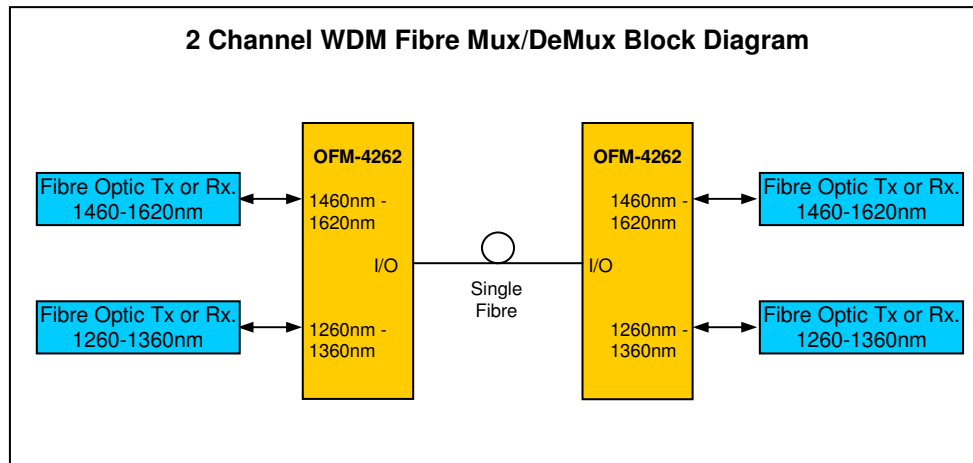 2 Channel WDM Fibre Mux/DeMux Block Diagram
OFM-4262
OFM-4262
Fibre Optic Tx or Rx.
1460-1620nm
1460nm -
1620nm
1460nm -
1620nm
Fibre Optic Tx or Rx.
1460-1620nm
I/O
I/O
Single
Fibre
Fibre Optic Tx or Rx.
1260-1360nm
1260nm -
1360nm
1260nm -
1360nm
Fibre Optic Tx or Rx.
1260-1360nm